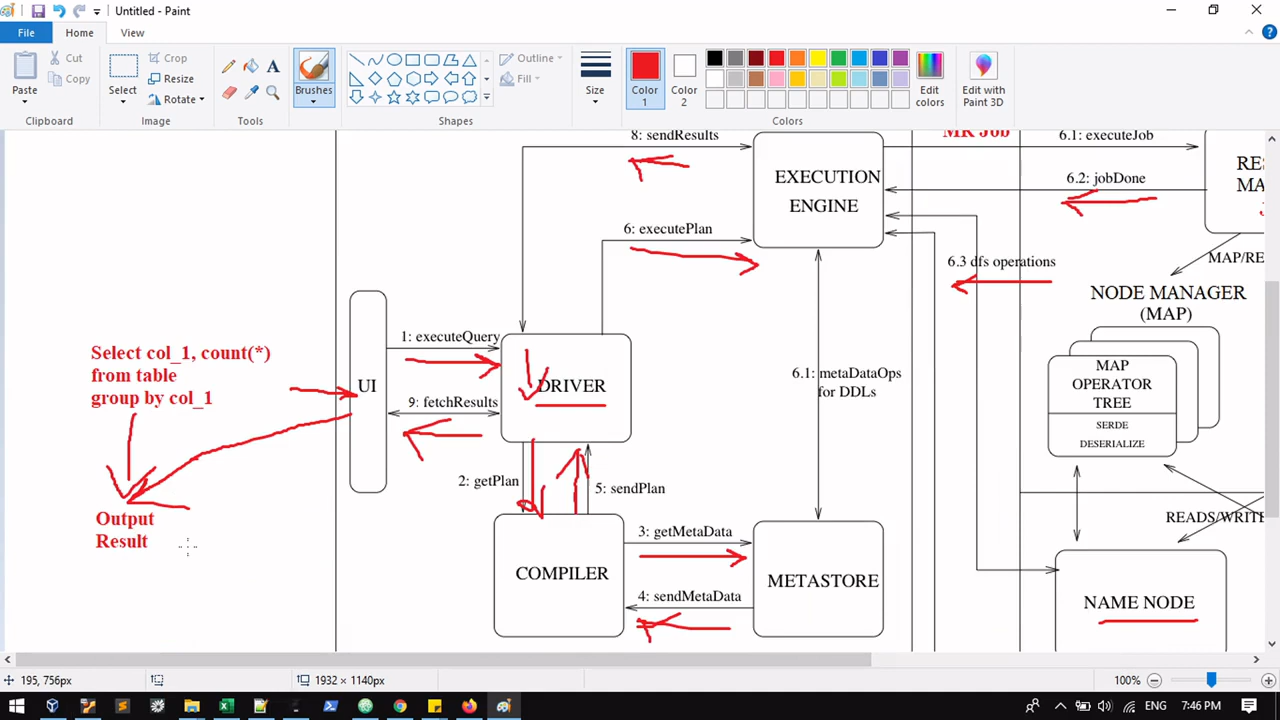 Untitled - Paint
File
Home
View
Paste
Cut
Copy
Clipboard
Select
Crop
Resize
Rotate
Image
Tools
Brushes
Shapes
Outline
Fill
Size
Color 1
Color 2
Colors
Edit colors
Edit with Paint 3D
8: sendResults
MR Job
6.1: executeJob
EXECUTION
ENGINE
6.2: jobDone
RES
MA
6: executePlan
6.3 dfs operations
MAP/RE
NODE MANAGER
(MAP)
1: executeQuery
Select col_1, count(*)
from table
group by col_1
UI
DRIVER
9: fetchResults
6.1: metaDataOps
for DDLs
MAP
OPERATOR
TREE
SERDE
DESERIALIZE
2: getPlan
5: sendPlan
Output
Result
READS/WRITE
3: getMetaData
COMPILER
METASTORE
4: sendMetaData
NAME NODE
195, 756px
1932 × 1140px
100%
ENG
7:46 PM